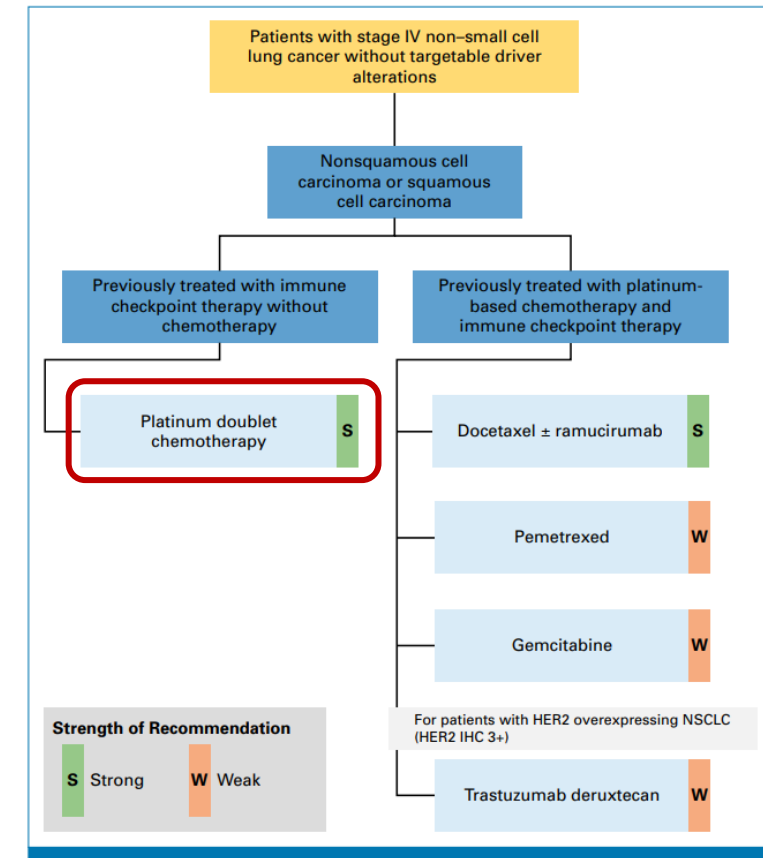 Patients with stage IV non–small cell
lung cancer without targetable driver
alterations
Nonsquamous cell
carcinoma or squamous
cell carcinoma
Previously treated with immune
checkpoint therapy without
chemotherapy
Previously treated with platinum-
based chemotherapy and
immune checkpoint therapy
Platinum doublet
chemotherapy
S
Docetaxel ± ramucirumab
S
Pemetrexed
W
Gemcitabine
W
For patients with HER2 overexpressing NSCLC
(HER2 IHC 3+)
Trastuzumab deruxtecan
W
Strength of Recommendation
S Strong
W Weak